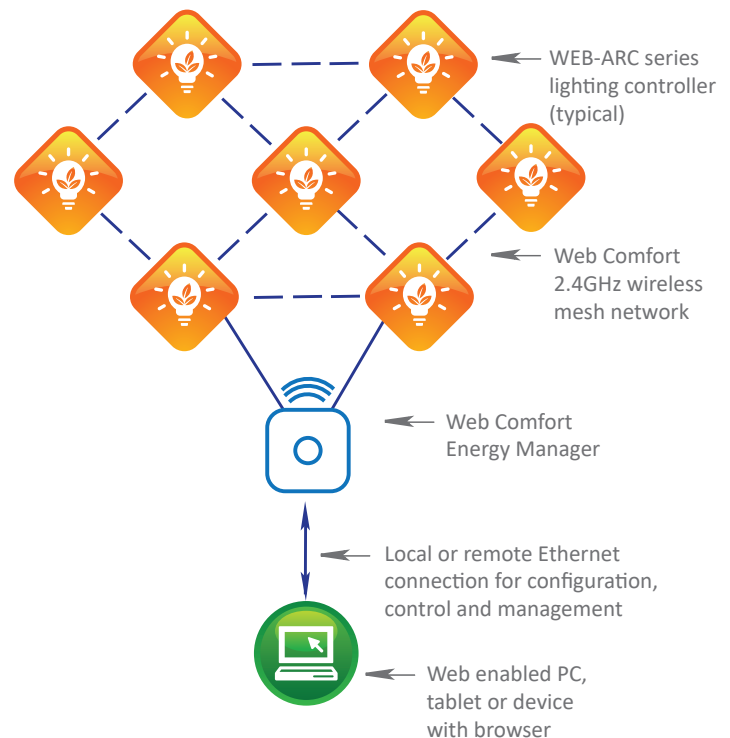 WEB-ARC series
lighting controller
(typical)
Web Comfort
2.4GHz wireless
mesh network
Web Comfort
Energy Manager
Local or remote Ethernet
connection for configuration,
control and management
Web enabled PC,
tablet or device
with browser